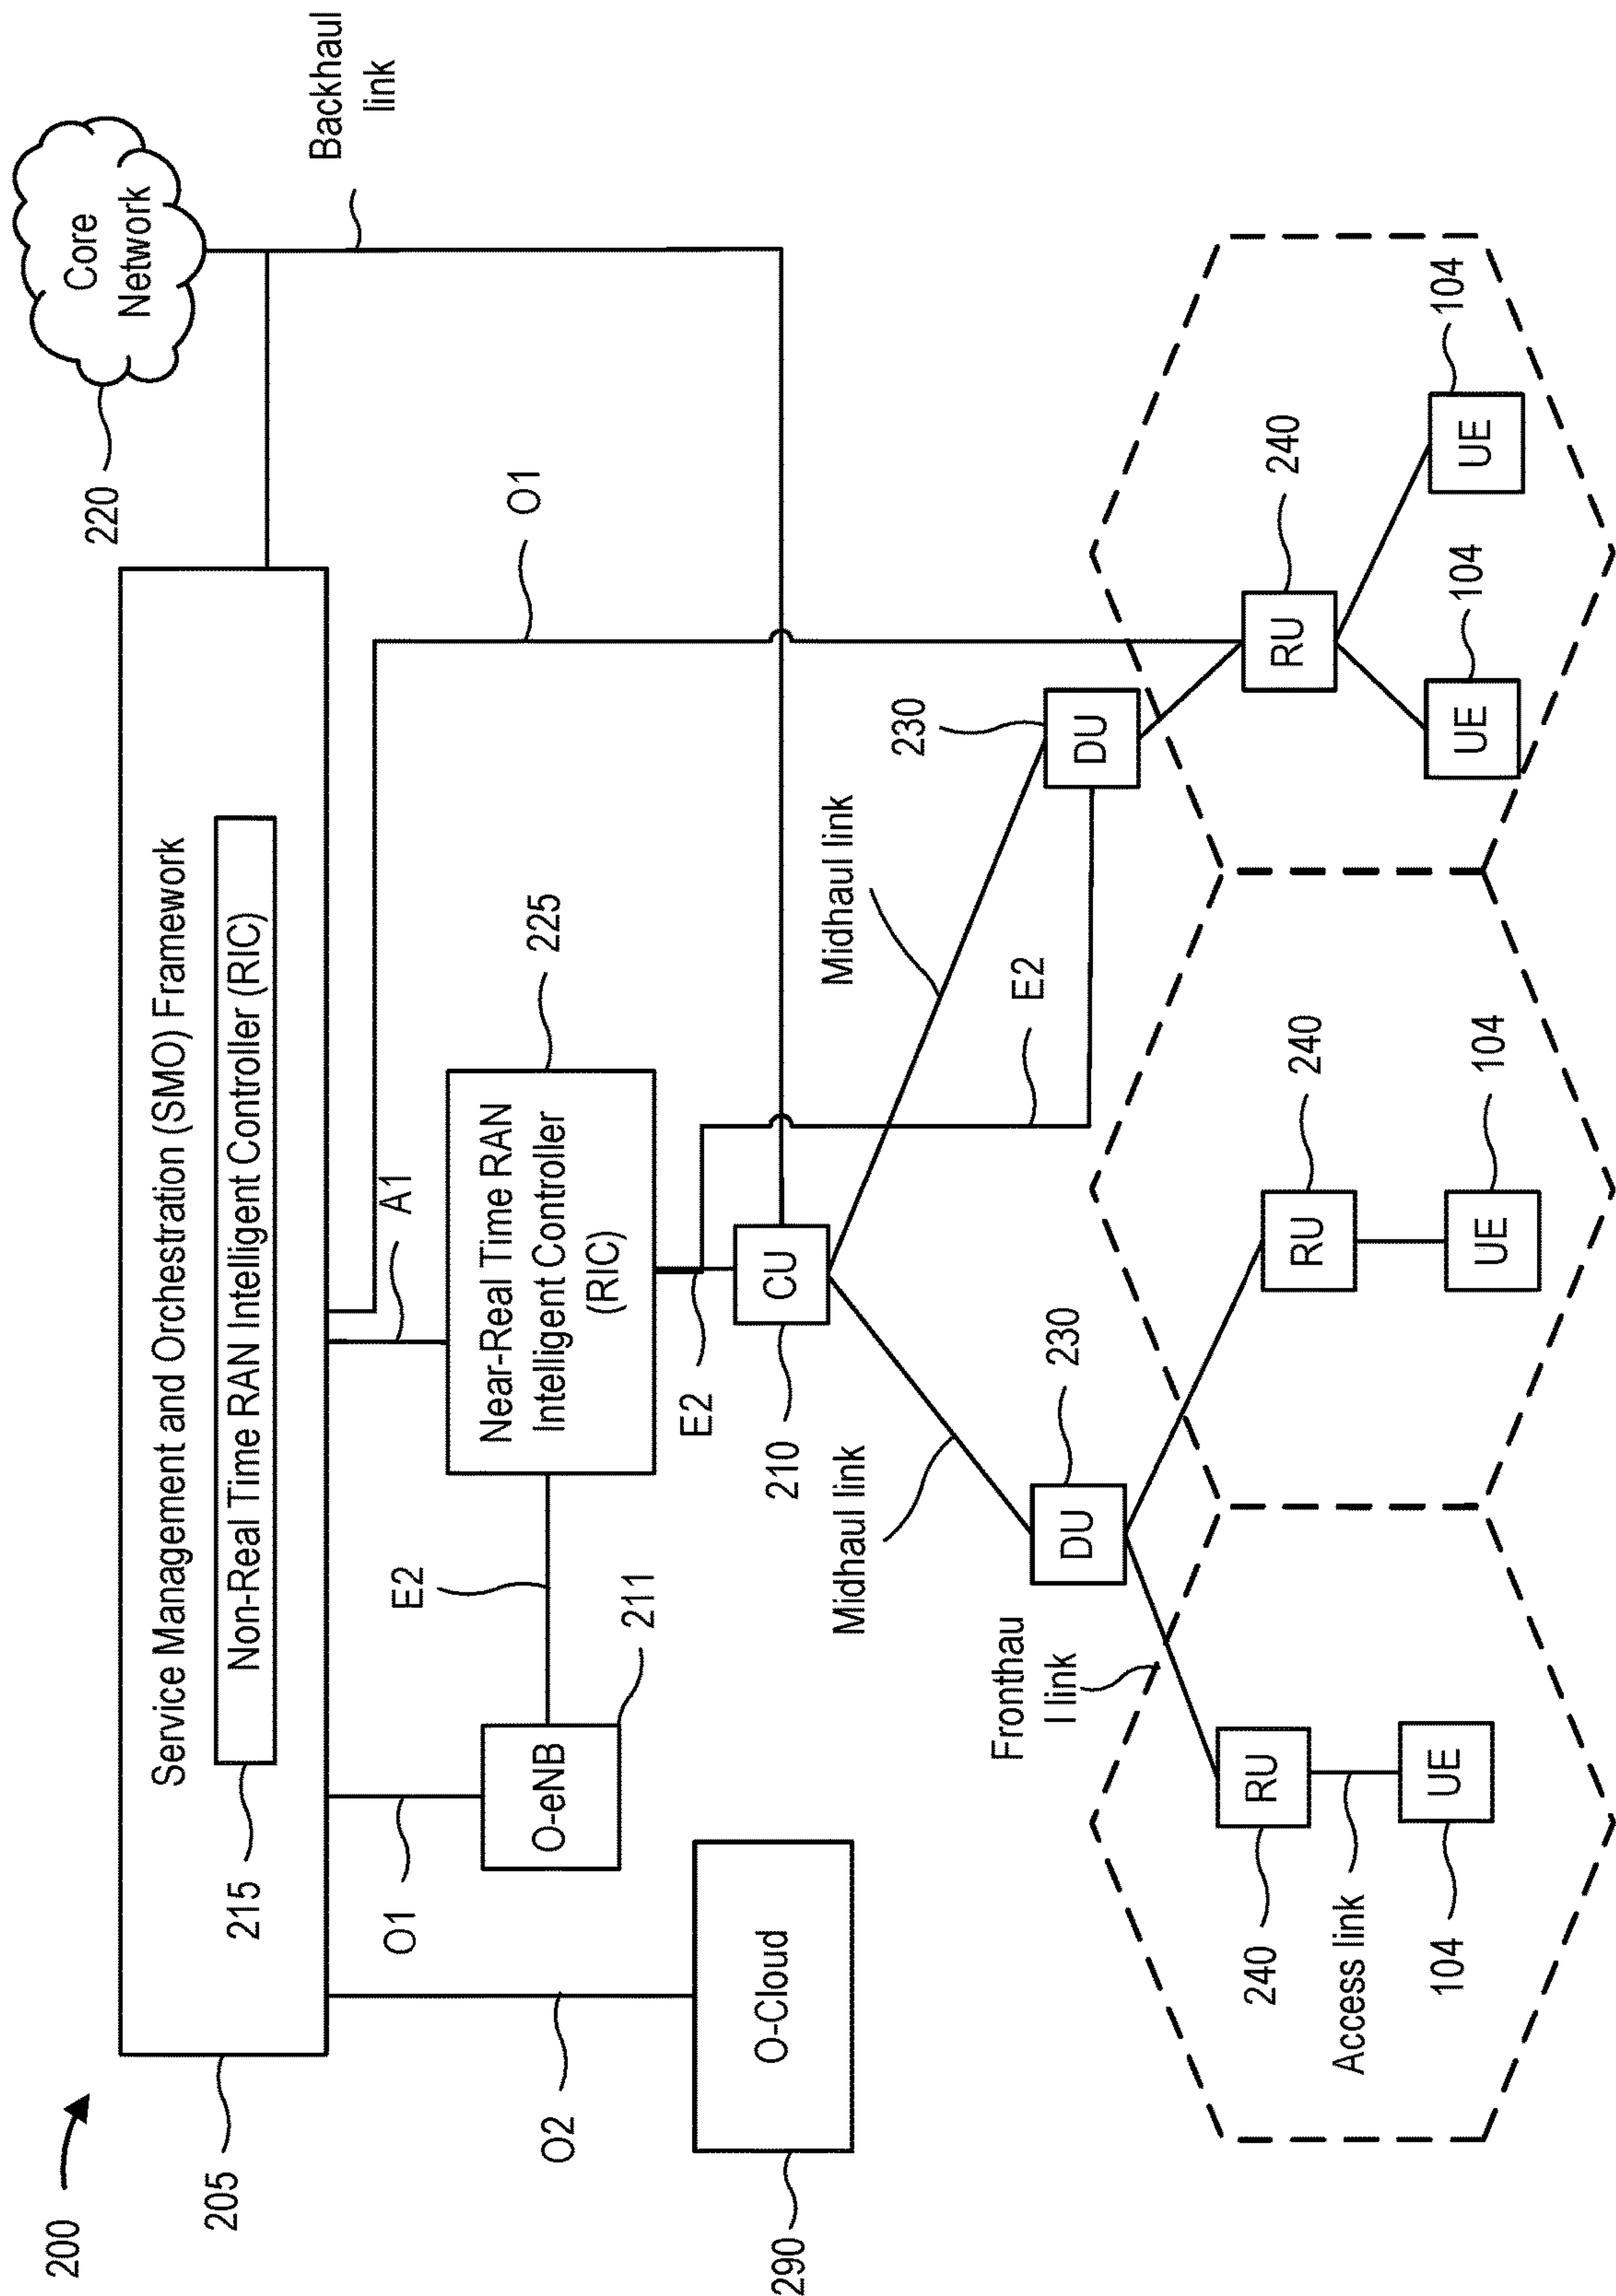 200
205
Service Management and Orchestration (SMO) Framework
215
Non-Real Time RAN Intelligent Controller (RIC)
220
Core
Network
Backhaul
link
O2
O1
E2
A1
O1
290
O-Cloud
O-eNB
211
Near-Real Time RAN
Intelligent Controller
(RIC)
225
E2
210
CU
Midhaul link
Midhaul link
E2
230
DU
230
DU
Fronthau
l link
240
RU
Access link
104
UE
RU
240
UE
104
RU
240
UE
104
UE
104